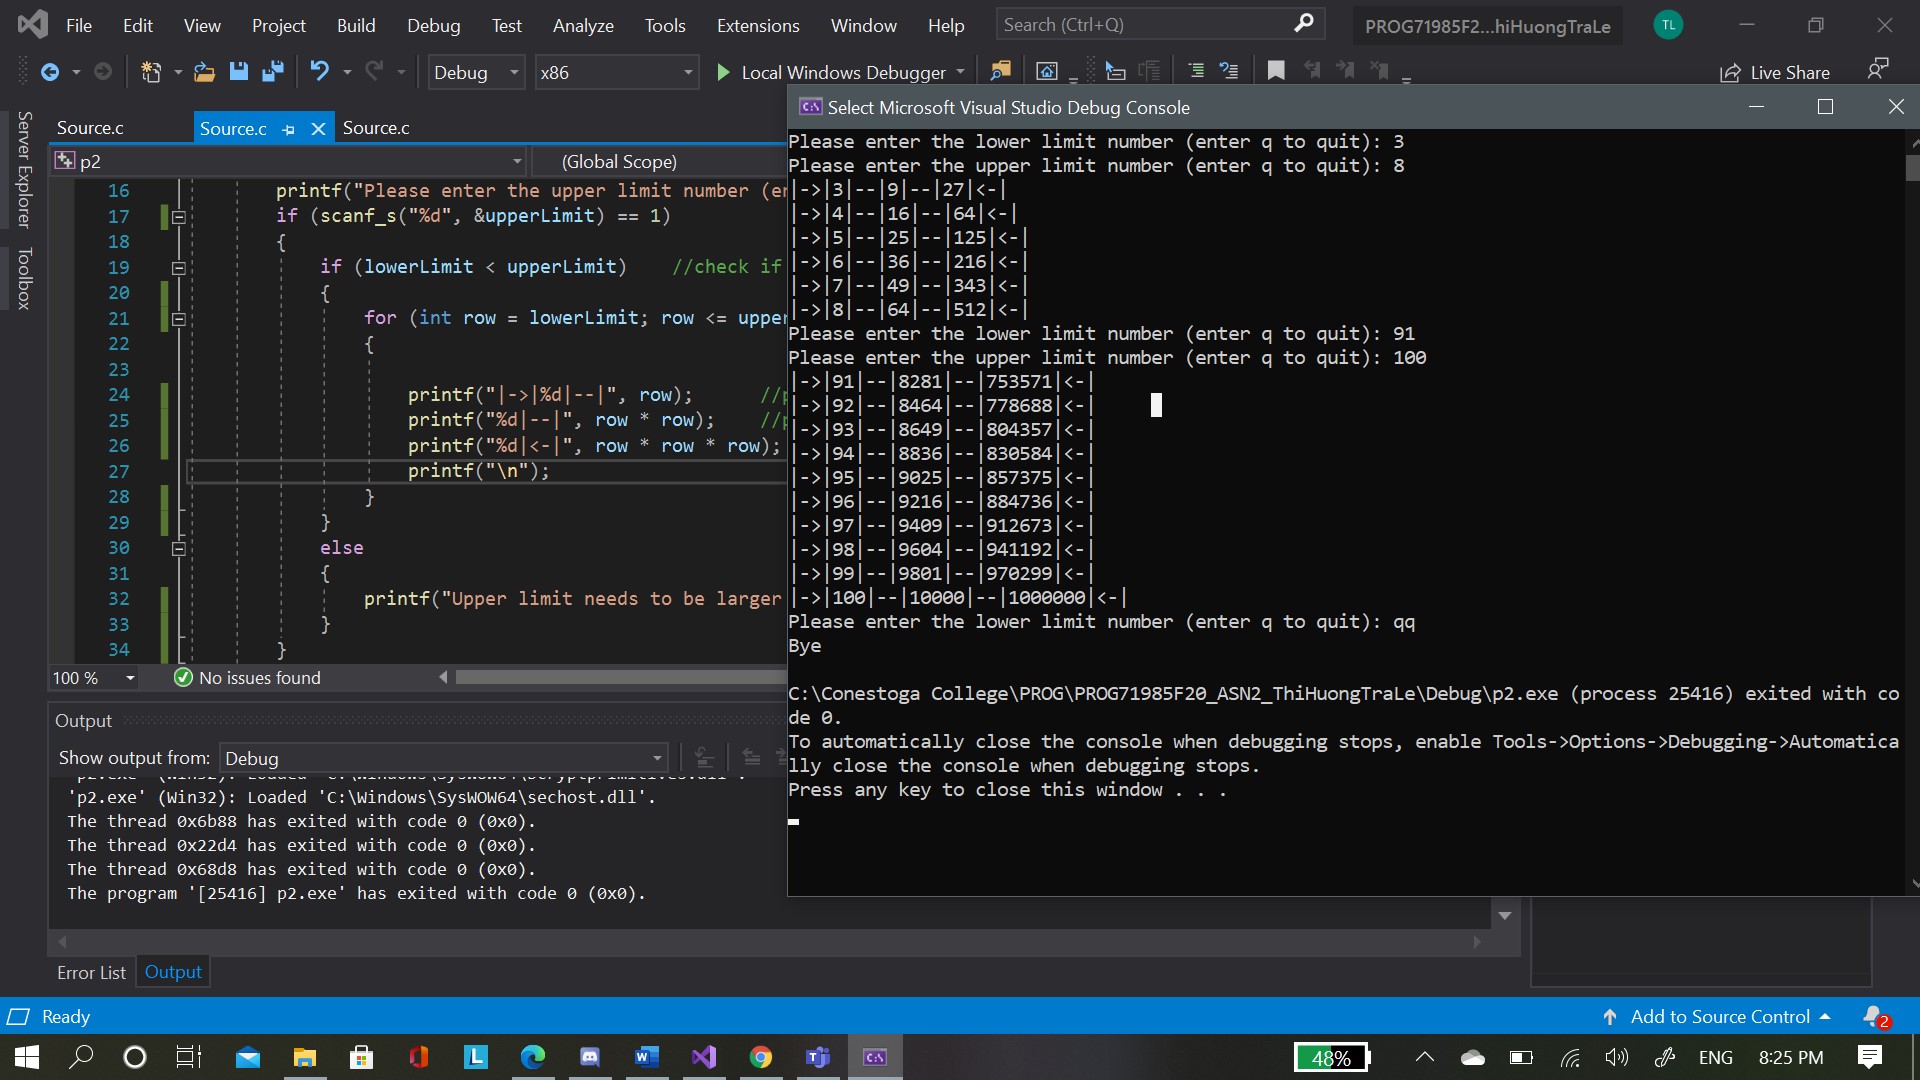 File Edit View Project Build Debug Test Analyze Tools Extensions Window Help Search (Ctrl+Q) PROG71985F2...hiHuongTraLe TL
Debug x86 Local Windows Debugger Live Share
Server Explorer
Toolbox
Source.c Source.c Source.c
p2 (Global Scope)
16 printf("Please enter the upper limit number (e
17 if (scanf_s("%d", &upperLimit) == 1)
18 {
19 if (lowerLimit < upperLimit) //check if
20 {
21 for (int row = lowerLimit; row <= upper
22 {
23
24 printf("|->|%d|--|", row); //p
25 printf("%d|--|", row * row); //p
26 printf("%d|<-|", row * row * row);
27 printf("\n");
28 }
29 }
30 else
31 {
32 printf("Upper limit needs to be larger
33 }
34 }
100 % No issues found
Output
Show output from: Debug
'p2.exe' (Win32): Loaded 'C:\Windows\SysWOW64\bcryptprimitives.dll'.
'p2.exe' (Win32): Loaded 'C:\Windows\SysWOW64\sechost.dll'.
The thread 0x6b88 has exited with code 0 (0x0).
The thread 0x22d4 has exited with code 0 (0x0).
The thread 0x68d8 has exited with code 0 (0x0).
The program '[25416] p2.exe' has exited with code 0 (0x0).
Error List Output
C:\ Select Microsoft Visual Studio Debug Console
Please enter the lower limit number (enter q to quit): 3
Please enter the upper limit number (enter q to quit): 8
|->|3|--|9|--|27|<-|
|->|4|--|16|--|64|<-|
|->|5|--|25|--|125|<-|
|->|6|--|36|--|216|<-|
|->|7|--|49|--|343|<-|
|->|8|--|64|--|512|<-|
Please enter the lower limit number (enter q to quit): 91
Please enter the upper limit number (enter q to quit): 100
|->|91|--|8281|--|753571|<-|
|->|92|--|8464|--|778688|<-|
|->|93|--|8649|--|804357|<-|
|->|94|--|8836|--|830584|<-|
|->|95|--|9025|--|857375|<-|
|->|96|--|9216|--|884736|<-|
|->|97|--|9409|--|912673|<-|
|->|98|--|9604|--|941192|<-|
|->|99|--|9801|--|970299|<-|
|->|100|--|10000|--|1000000|<-|
Please enter the lower limit number (enter q to quit): qq
Bye
C:\Conestoga College\PROG\PROG71985F20_ASN2_ThiHuongTraLe\Debug\p2.exe (process 25416) exited with co
de 0.
To automatically close the console when debugging stops, enable Tools->Options->Debugging->Automatica
lly close the console when debugging stops.
Press any key to close this window . . .
Ready Add to Source Control 2
48% ENG 8:25 PM